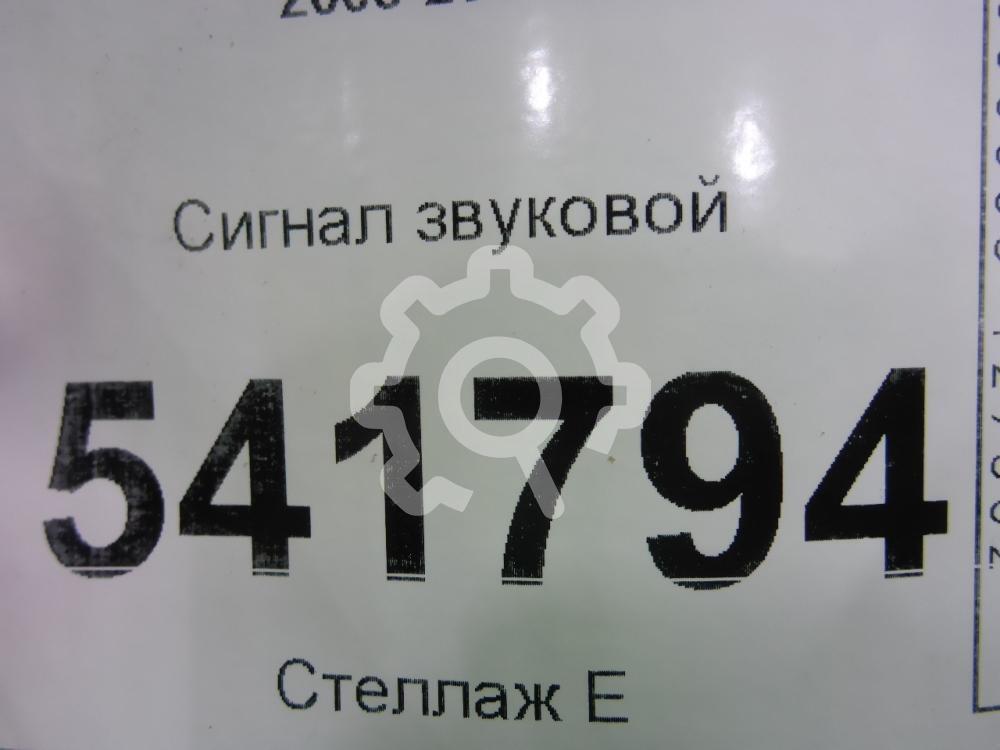 Сигнал звуковой
541794
Стеллаж Е